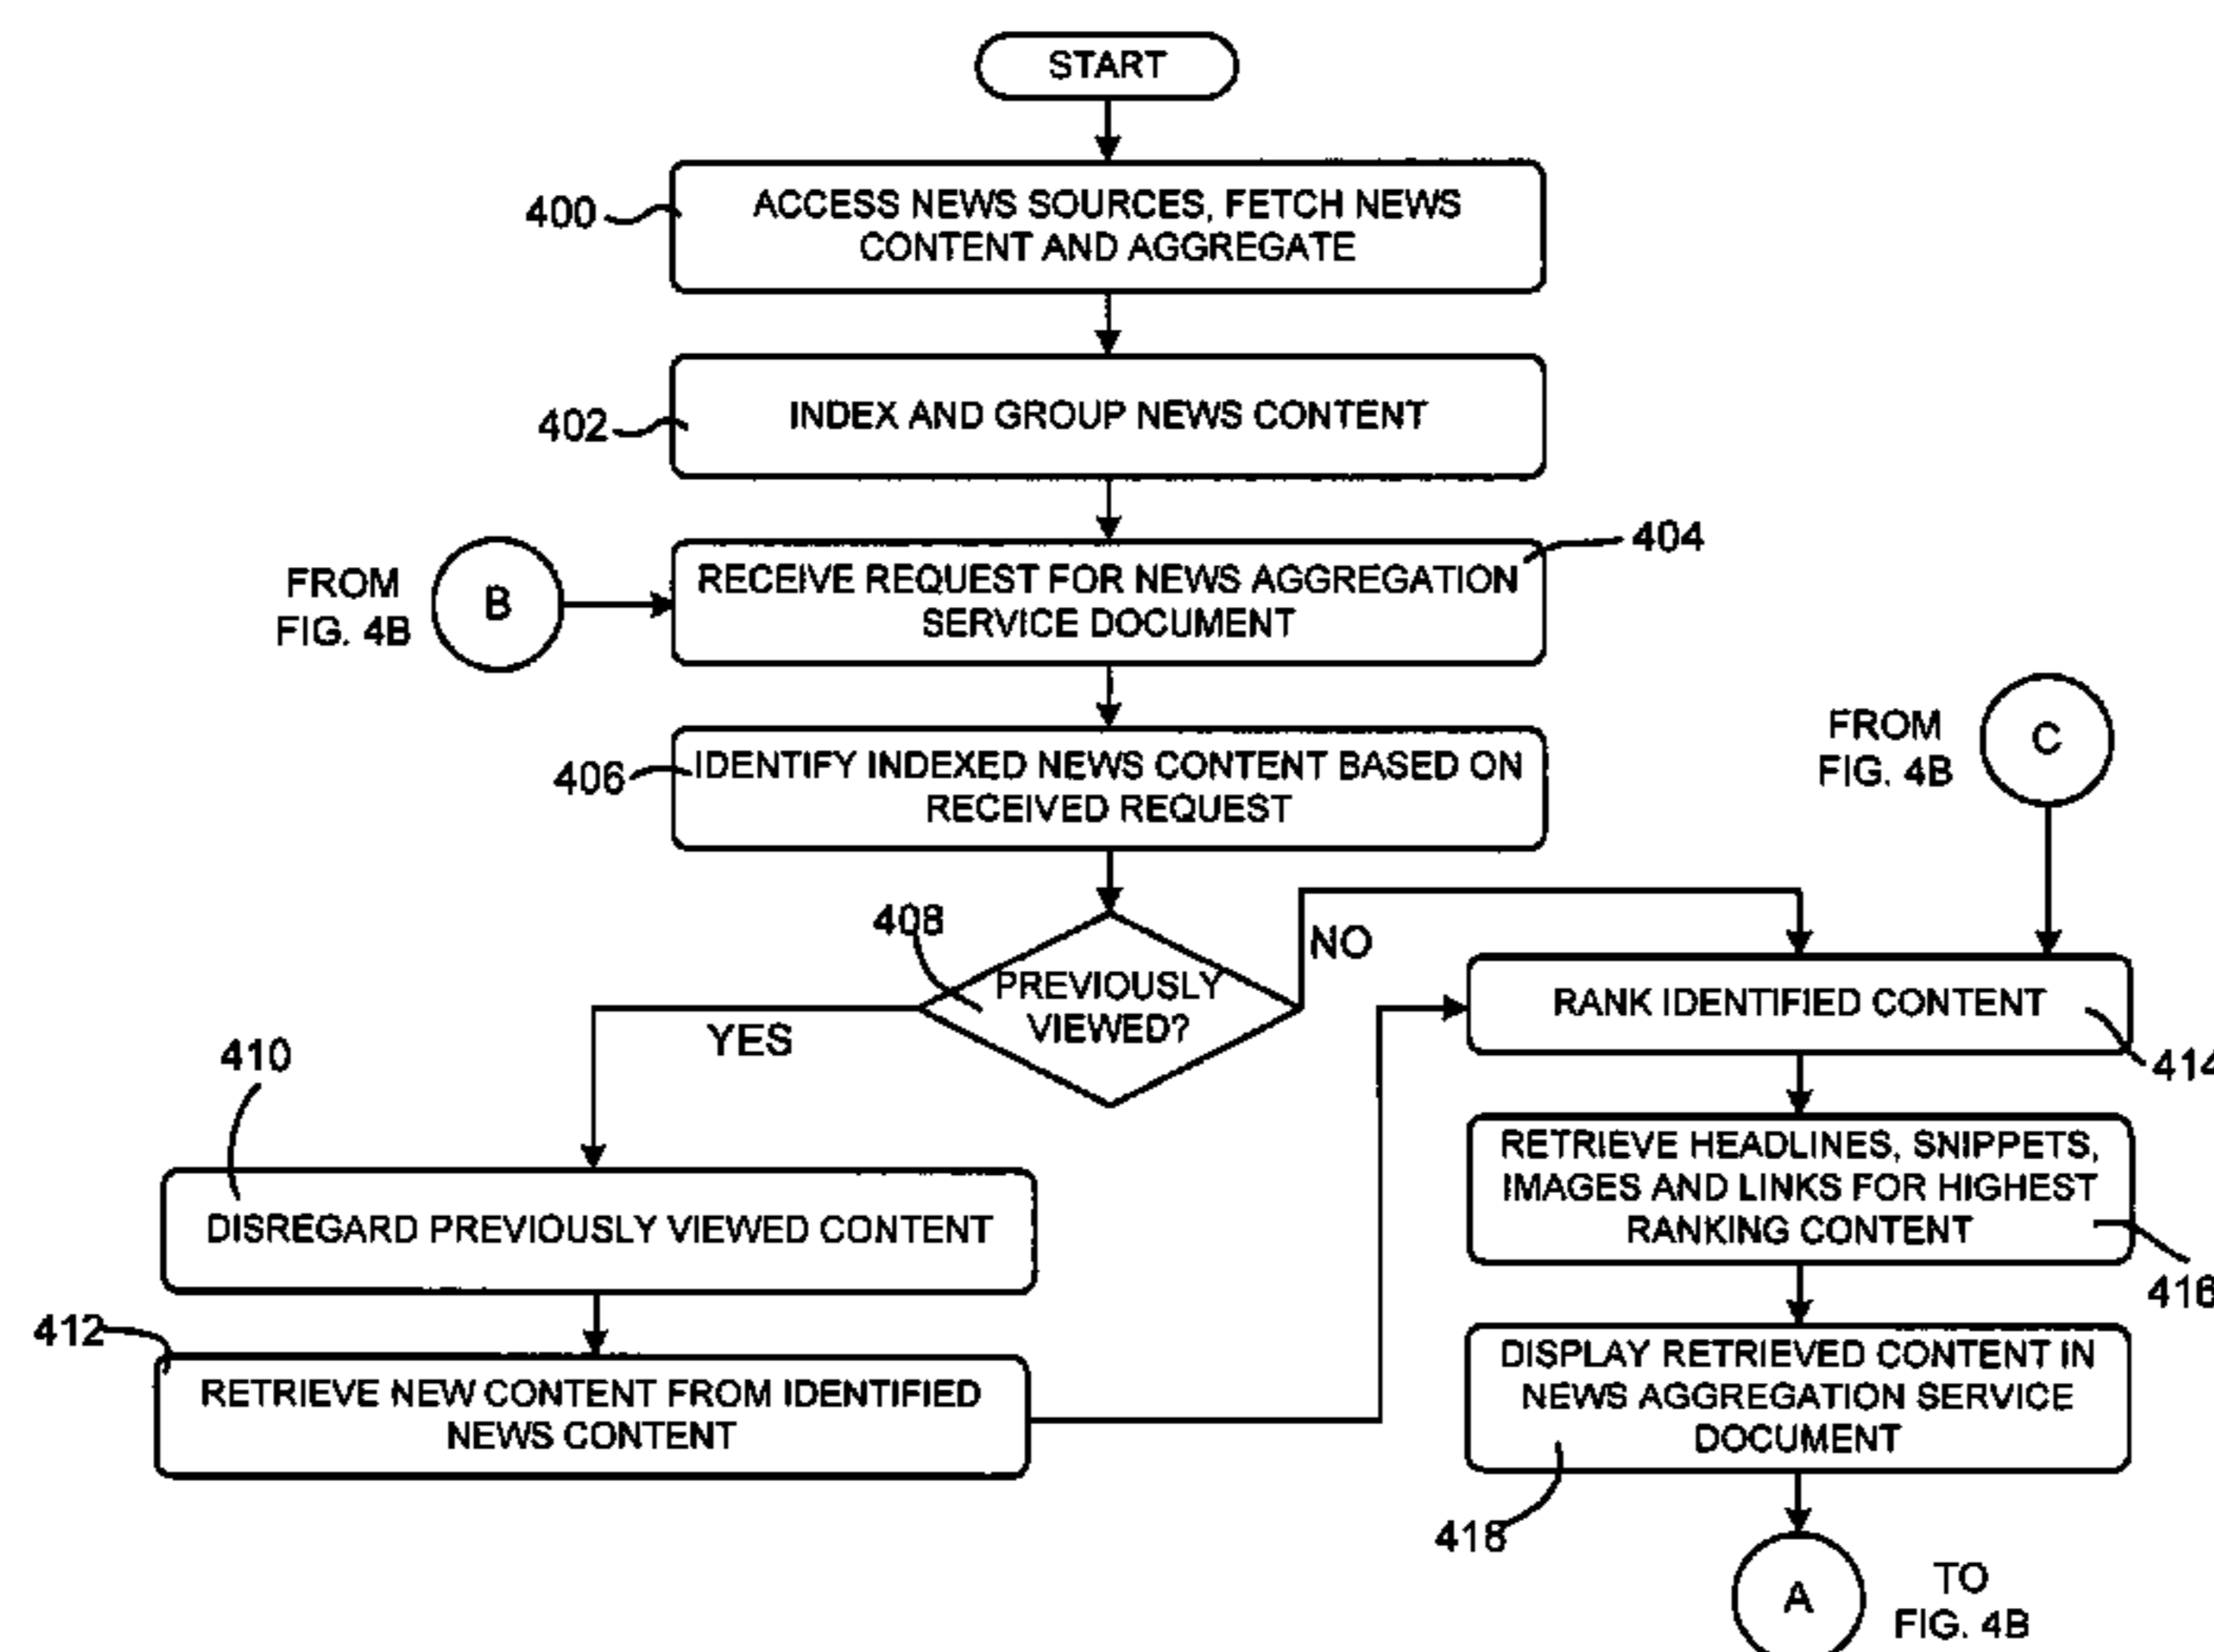 START
400
ACCESS NEWS SOURCES, FETCH NEWS
CONTENT AND AGGREGATE
402
INDEX AND GROUP NEWS CONTENT
404
FROM
FIG. 4B
B
RECEIVE REQUEST FOR NEWS AGGREGATION
SERVICE DOCUMENT
406
IDENTIFY INDEXED NEWS CONTENT BASED ON
RECEIVED REQUEST
FROM
FIG. 4B
C
408
PREVIOUSLY
VIEWED?
NO
YES
RANK IDENTIFIED CONTENT
414
410
DISREGARD PREVIOUSLY VIEWED CONTENT
RETRIEVE HEADLINES, SNIPPETS,
IMAGES AND LINKS FOR HIGHEST
RANKING CONTENT
416
412
RETRIEVE NEW CONTENT FROM IDENTIFIED
NEWS CONTENT
DISPLAY RETRIEVED CONTENT IN
NEWS AGGREGATION SERVICE
DOCUMENT
418
A
TO
FIG. 4B